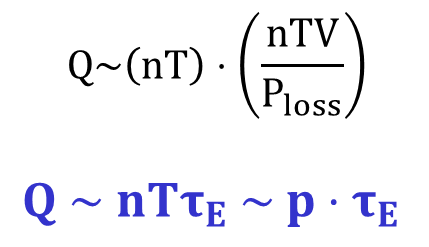 Q~(nT) · (nTV / P_loss)
Q ~ nTτ_E ~ p · τ_E